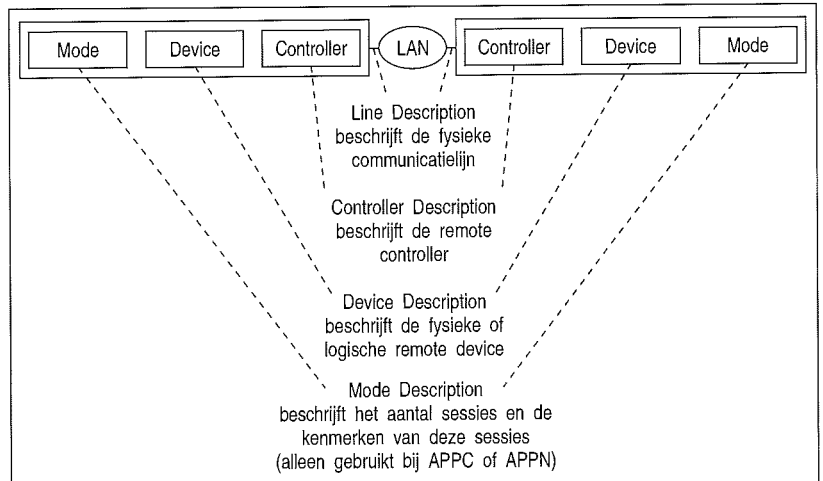 Mode Device Controller LAN Controller Device Mode
Line Description
beschrijft de fysieke
communicatielijn
Controller Description
beschrijft de remote
controller
Device Description
beschrijft de fysieke of
logische remote device
Mode Description
beschrijft het aantal sessies en de
kenmerken van deze sessies
(alleen gebruikt bij APPC of APPN)